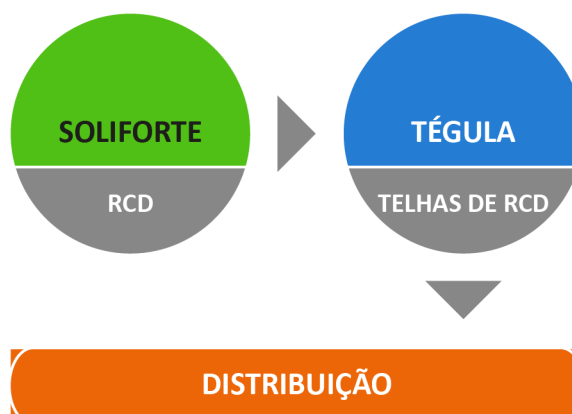 SOLIFORTE
RCD
TÉGULA
TELHAS DE RCD
DISTRIBUIÇÃO